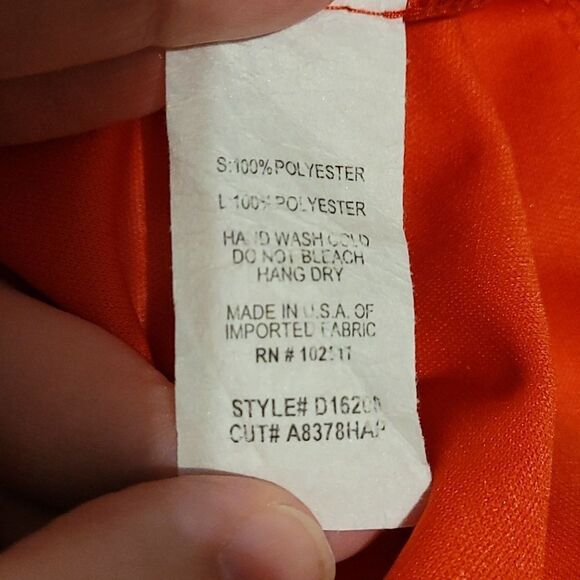 S:100% POLYESTER
L:100% POLYESTER
HAND WASH COLD
DO NOT BLEACH
HANG DRY
MADE IN U.S.A. OF
IMPORTED FABRIC
RN #
STYLE#
CUT# A8378HAP